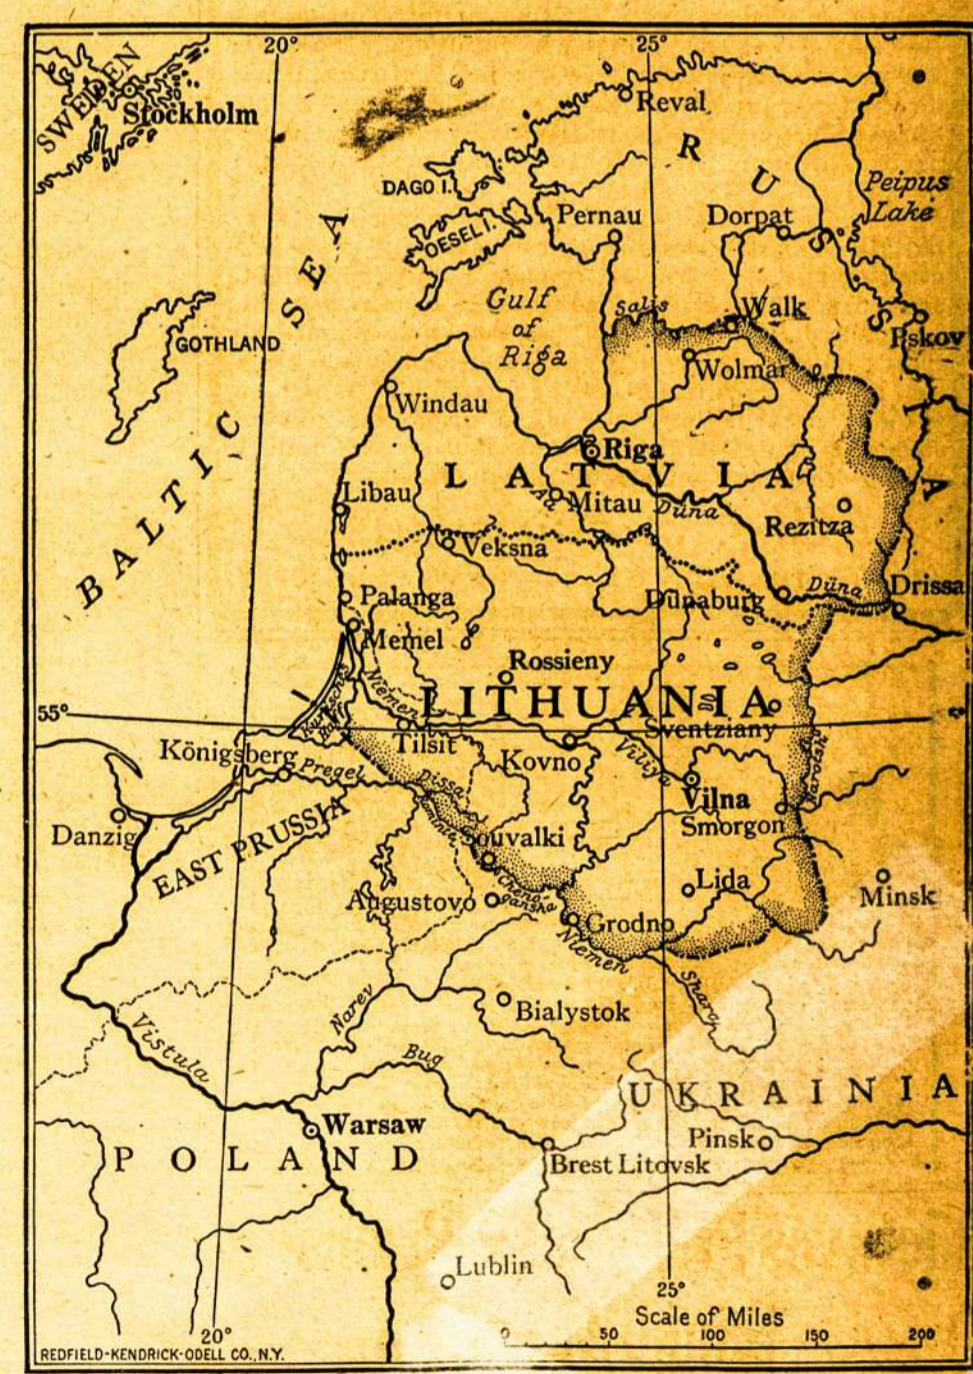 20°
25°
SWEDEN
Stockholm
Reval
RUSSIA
DAGO I.
Peipus
Lake
OESEL I.
Pernau
Dorpat
BALTIC SEA
Gulf
of
Riga
Salis
Walk
GOTHLAND
Pskov
Wolmar
Windau
Riga
LATVIA
Libau
Aa
Mitau
Düna
Rezitza
Veksna
Palanga
Dünaburg
Düna
Drissa
Memel
Rossieny
Niemen
LITHUANIA
55°
Tilsit
Sventziany
Königsberg
Pregel
Kovno
Viliya
Vilna
Danzig
EAST PRUSSIA
Smorgon
Souvalki
Lida
Augustovo
Minsk
Grodno
Niemen
Shara
Narev
Bialystok
Vistula
Bug
UKRAINIA
Warsaw
Pinsk
POLAND
Brest Litovsk
Lublin
25°
Scale of Miles
20°
0 50 100 150 200
REDFIELD-KENDRICK-ODELL CO., N.Y.